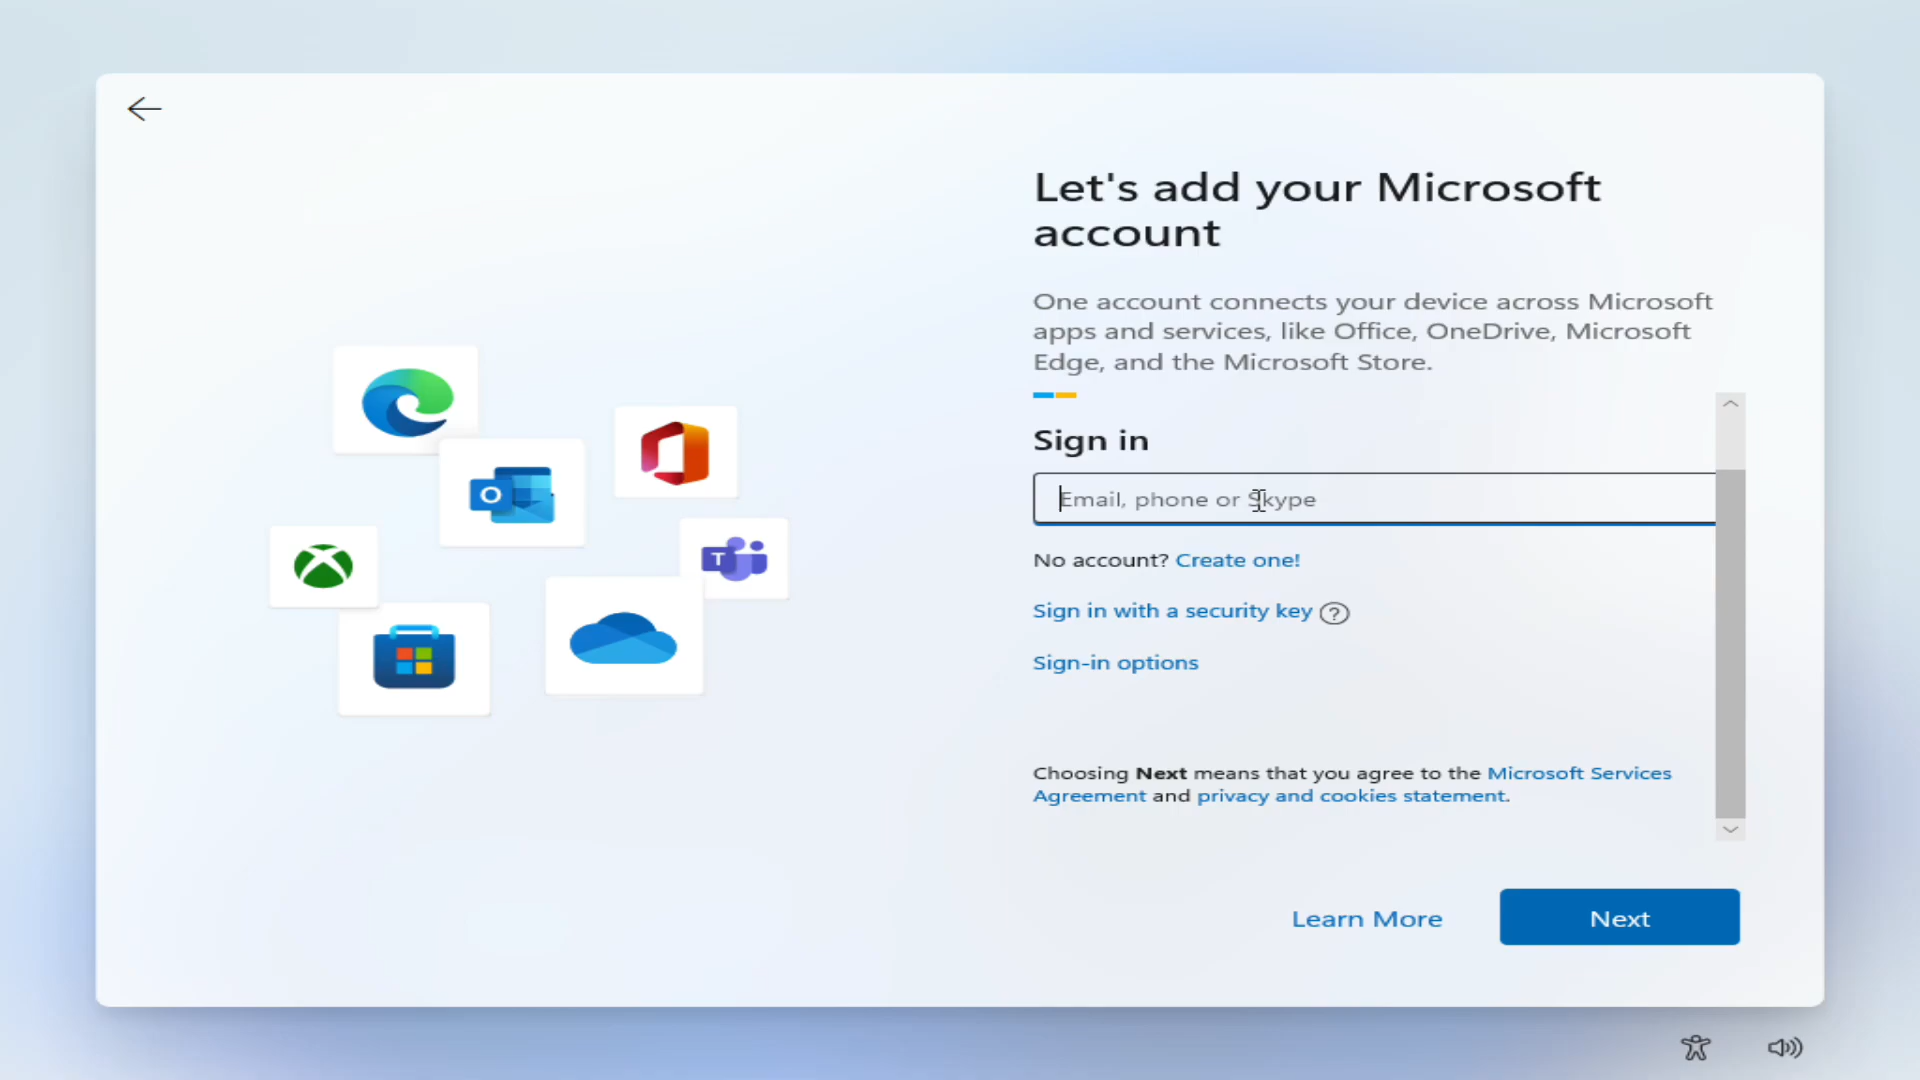 Let's add your Microsoft
account
One account connects your device across Microsoft
apps and services, like Office, OneDrive, Microsoft
Edge, and the Microsoft Store.
Sign in
Email, phone or Skype
No account? Create one!
Sign in with a security key ?
Sign-in options
Choosing Next means that you agree to the Microsoft Services
Agreement and privacy and cookies statement.
Learn More
Next
O
T